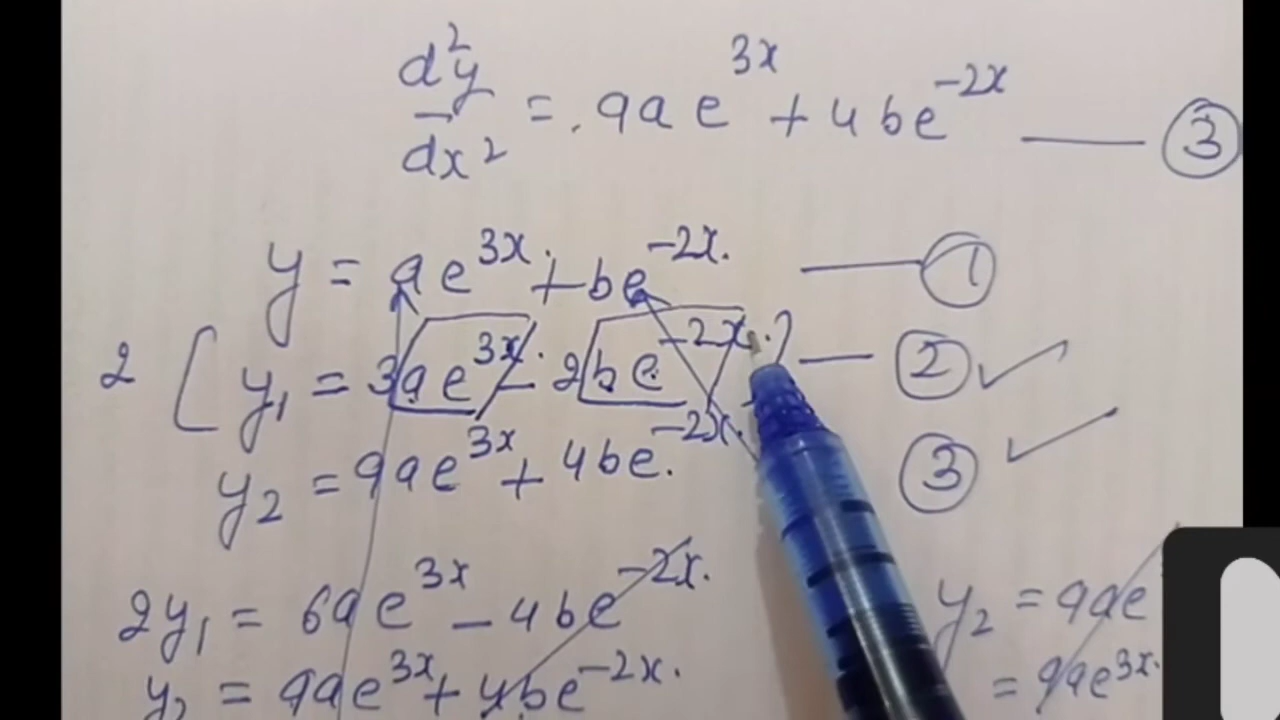 d²y/dx² = 9ae^3x + 4be^-2x — ③
y = ae^3x + be^-2x. — ①
2 [ y₁ = 3ae^3x - 2be^-2x. ] — ② ✓
y₂ = 9ae^3x + 4be^-2x. — ③ ✓
2y₁ = 6ae^3x - 4be^-2x.
y₂ = 9ae^3x + 4be^-2x.
y₂ = 9ae
= 9ae^3x.